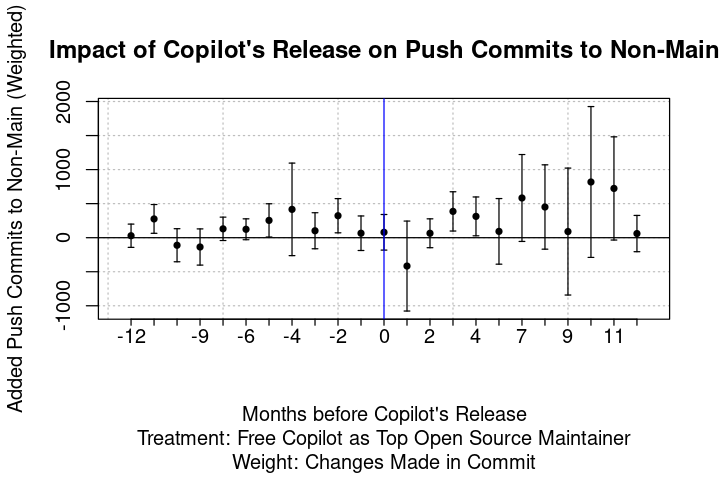 Impact of Copilot's Release on Push Commits to Non-Main
Added Push Commits to Non-Main (Weighted)
2000
1000
0
-1000
-12 -9 -6 -4 -2 0 2 4 7 9 11
Months before Copilot's Release
Treatment: Free Copilot as Top Open Source Maintainer
Weight: Changes Made in Commit